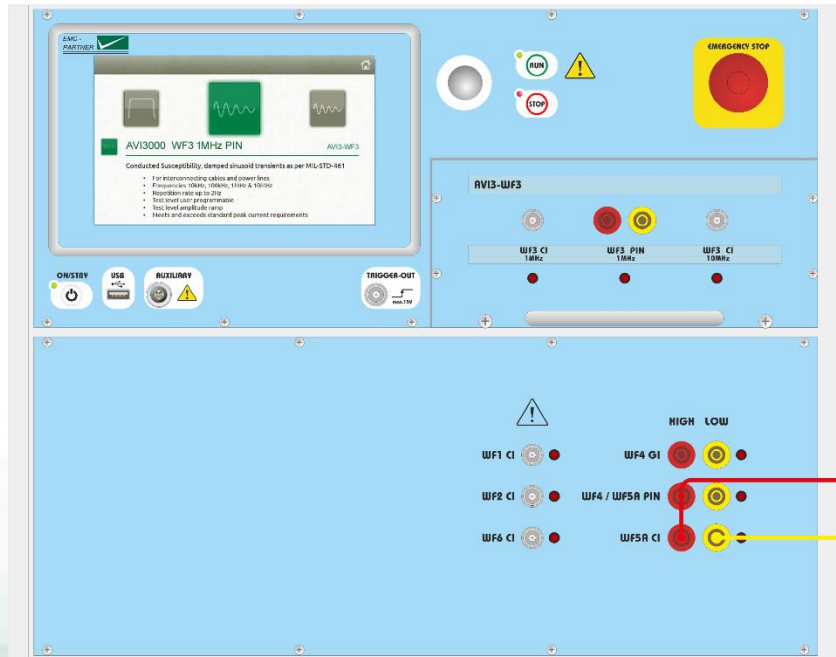 EMC -
PARTNER
AVI3000 WF3 1MHz PIN
AVI3-WF3
Conducted Susceptibility, damped sinusoid transients as per MIL-STD-461
• For interconnecting cables and power lines
• Frequencies 10kHz, 100kHz, 1MHz & 10MHz
• Repetition rate up to 2Hz
• Test level user programmable
• Test level amplitude ramp
• Meets and exceeds standard peak current requirements
RUN
STOP
EMERGENCY STOP
AVI3-WF3
WF3 CI
1MHz
WF3 PIN
1MHz
WF3 CI
10MHz
ON/STBY
USB
AUXILIARY
TRIGGER-OUT
max.15V
HIGH LOW
WF1 CI
WF4 GI
WF2 CI
WF4 / WF5A PIN
WF6 CI
WF5A CI